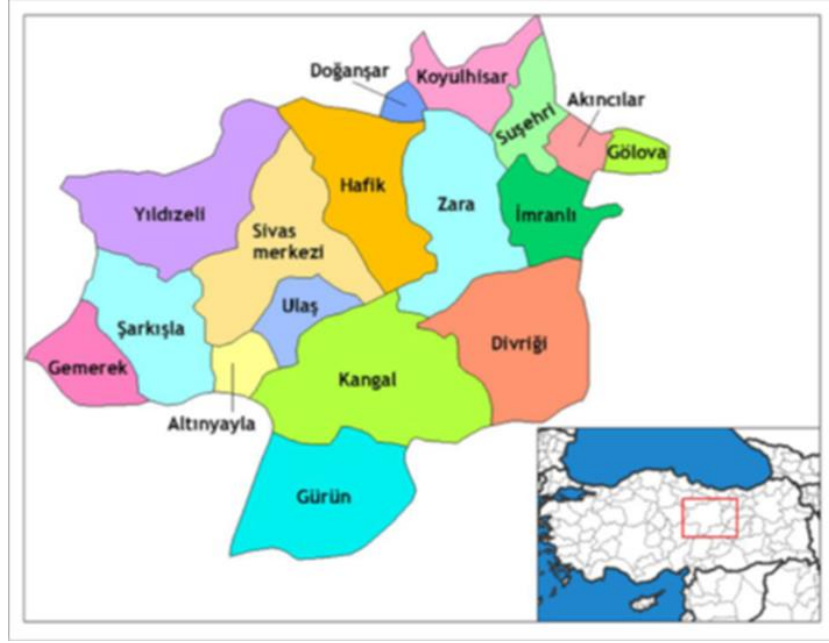 Doğanşar
Koyulhisar
Akıncılar
Suşehri
Gölova
Hafik
Yıldızeli
Zara
İmranlı
Sivas
merkezi
Ulaş
Şarkışla
Divriği
Gemerek
Kangal
Altınyayla
Gürün